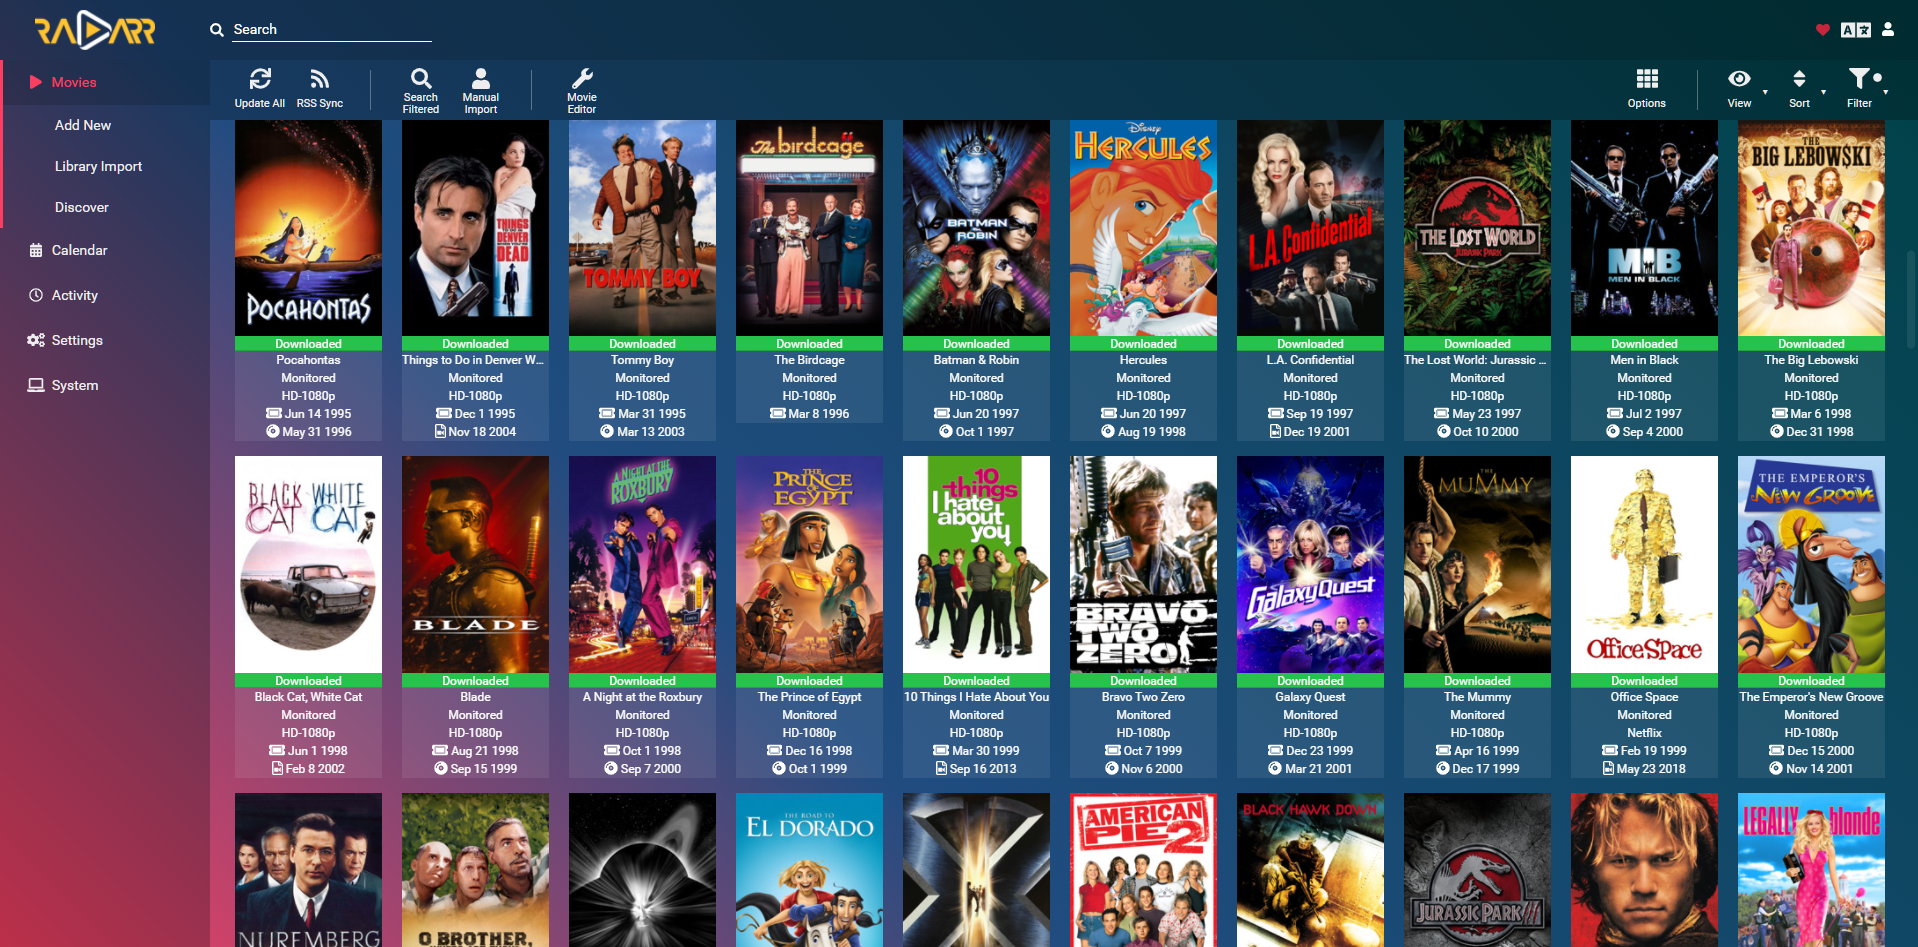 RADARR
Search
Movies
Add New
Library Import
Discover
Calendar
Activity
Settings
System
Update All
RSS Sync
Search
Filtered
Manual
Import
Movie
Editor
Options
View
Sort
Filter
POCAHONTAS
THINGS
TO DO IN
DENVER
WHEN YOU'RE
DEAD
TOMMY BOY
The birdcage
BATMAN
& ROBIN
Disney
HERCULES
L.A. Confidential
THE LOST WORLD
JURASSIC PARK
MIB
MEN IN BLACK
THE
BIG LEBOWSKI
Downloaded
Downloaded
Downloaded
Downloaded
Downloaded
Downloaded
Downloaded
Downloaded
Downloaded
Downloaded
Pocahontas
Things to Do in Denver W...
Tommy Boy
The Birdcage
Batman & Robin
Hercules
L.A. Confidential
The Lost World: Jurassic ...
Men in Black
The Big Lebowski
Monitored
Monitored
Monitored
Monitored
Monitored
Monitored
Monitored
Monitored
Monitored
Monitored
HD-1080p
HD-1080p
HD-1080p
HD-1080p
HD-1080p
HD-1080p
HD-1080p
HD-1080p
HD-1080p
HD-1080p
Jun 14 1995
Dec 1 1995
Mar 31 1995
Mar 8 1996
Jun 20 1997
Jun 20 1997
Sep 19 1997
May 23 1997
Jul 2 1997
Mar 6 1998
May 31 1996
Nov 18 2004
Mar 13 2003
Oct 1 1997
Aug 19 1998
Dec 19 2001
Oct 10 2000
Sep 4 2000
Dec 31 1998
BLACK WHITE
CAT CAT
BLADE
A NIGHT AT THE
ROXBURY
THE
PRINCE
OF
EGYPT
10
things
I hate
about
you
BRAVO
TWO
ZERO
GalaxyQuest
THE
MUMMY
OfficeSpace
THE EMPEROR'S
NEW GROOVE
Downloaded
Downloaded
Downloaded
Downloaded
Downloaded
Downloaded
Downloaded
Downloaded
Downloaded
Downloaded
Black Cat, White Cat
Blade
A Night at the Roxbury
The Prince of Egypt
10 Things I Hate About You
Bravo Two Zero
Galaxy Quest
The Mummy
Office Space
The Emperor's New Groove
Monitored
Monitored
Monitored
Monitored
Monitored
Monitored
Monitored
Monitored
Monitored
Monitored
HD-1080p
HD-1080p
HD-1080p
HD-1080p
HD-1080p
HD-1080p
HD-1080p
HD-1080p
Netflix
HD-1080p
Jun 1 1998
Aug 21 1998
Oct 1 1998
Dec 16 1998
Mar 30 1999
Oct 7 1999
Dec 23 1999
Apr 16 1999
Feb 19 1999
Dec 15 2000
Feb 8 2002
Sep 15 1999
Sep 7 2000
Oct 1 1999
Sep 16 2013
Nov 6 2000
Mar 21 2001
Dec 17 1999
May 23 2018
Nov 14 2001
NUREMBERG
O BROTHER,
THE ROAD TO
EL DORADO
X
AMERICAN
PIE 2
BLACK HAWK DOWN
JURASSIC PARK III
LEGALLY blonde